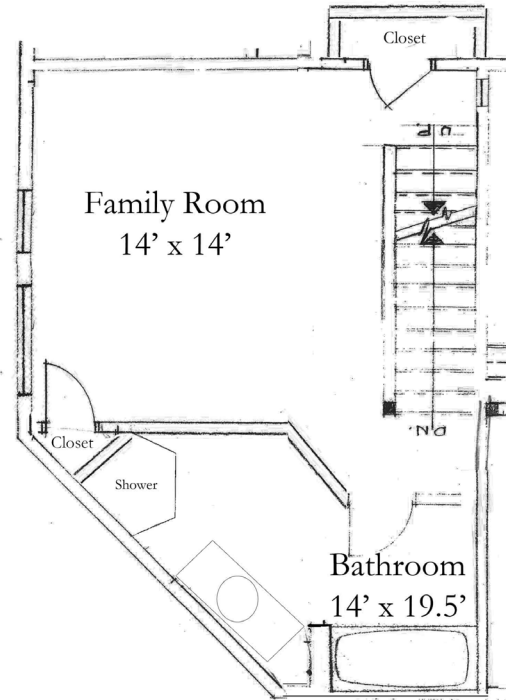 Closet
UP.
Family Room
14’ x 14’
DN.
Closet
Shower
Bathroom
14’ x 19.5’